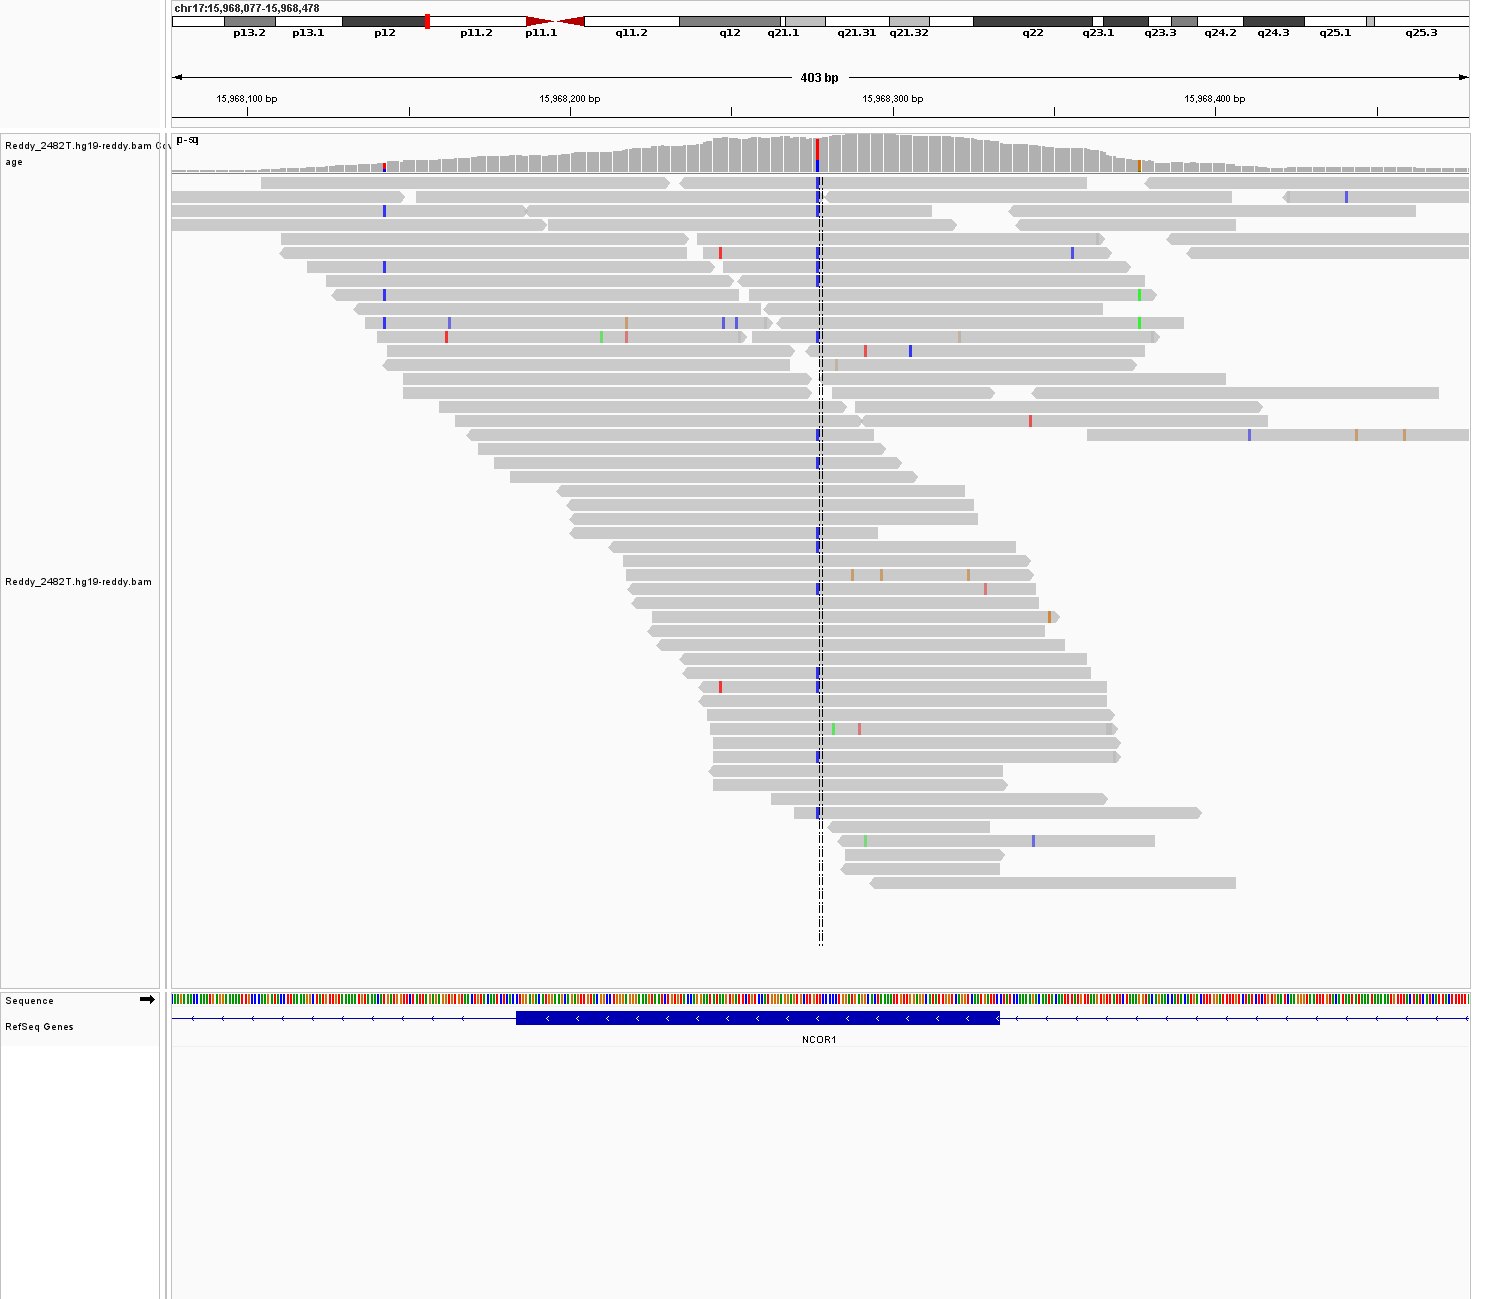 chr17:15,968,077-15,968,478
p13.2 p13.1 p12 p11.2 p11.1 q11.2 q12 q21.1 q21.31 q21.32 q22 q23.1 q23.3 q24.2 q24.3 q25.1 q25.3
403 bp
15,968,100 bp 15,968,200 bp 15,968,300 bp 15,968,400 bp
Reddy_2482T.hg19-reddy.bam Cov
age
Reddy_2482T.hg19-reddy.bam
Sequence
RefSeq Genes
NCOR1